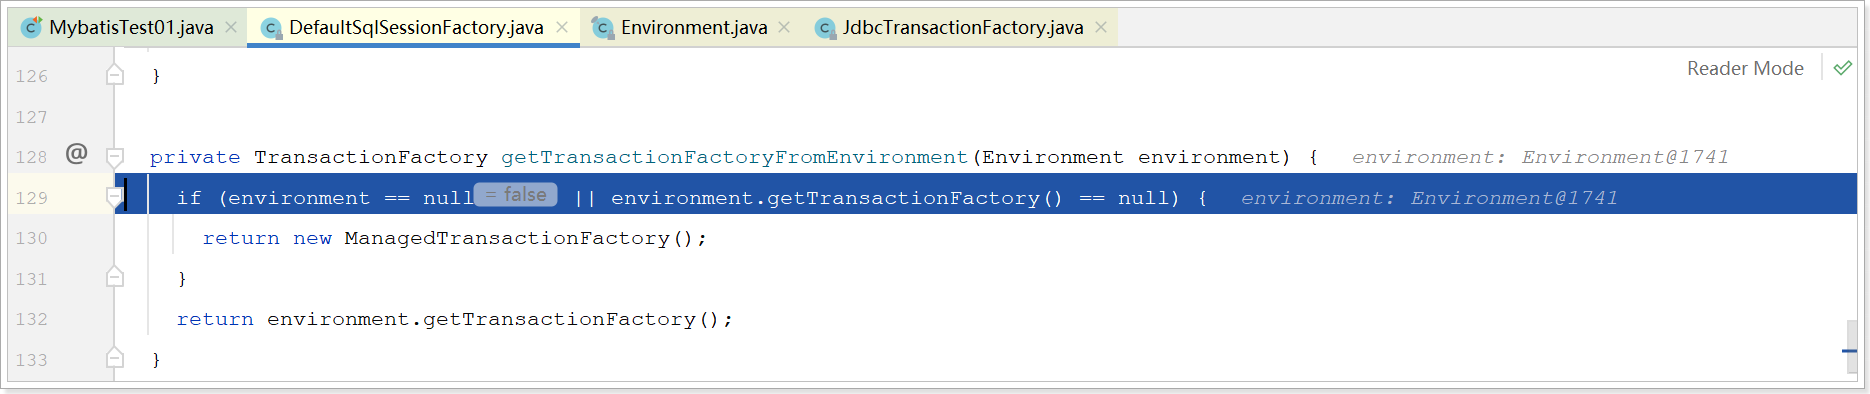 MybatisTest01.java DefaultSqlSessionFactory.java Environment.java JdbcTransactionFactory.java
126 }
Reader Mode
127
128 @ private TransactionFactory getTransactionFactoryFromEnvironment(Environment environment) { environment: Environment@1741
129 if (environment == null = false || environment.getTransactionFactory() == null) { environment: Environment@1741
130 return new ManagedTransactionFactory();
131 }
132 return environment.getTransactionFactory();
133 }